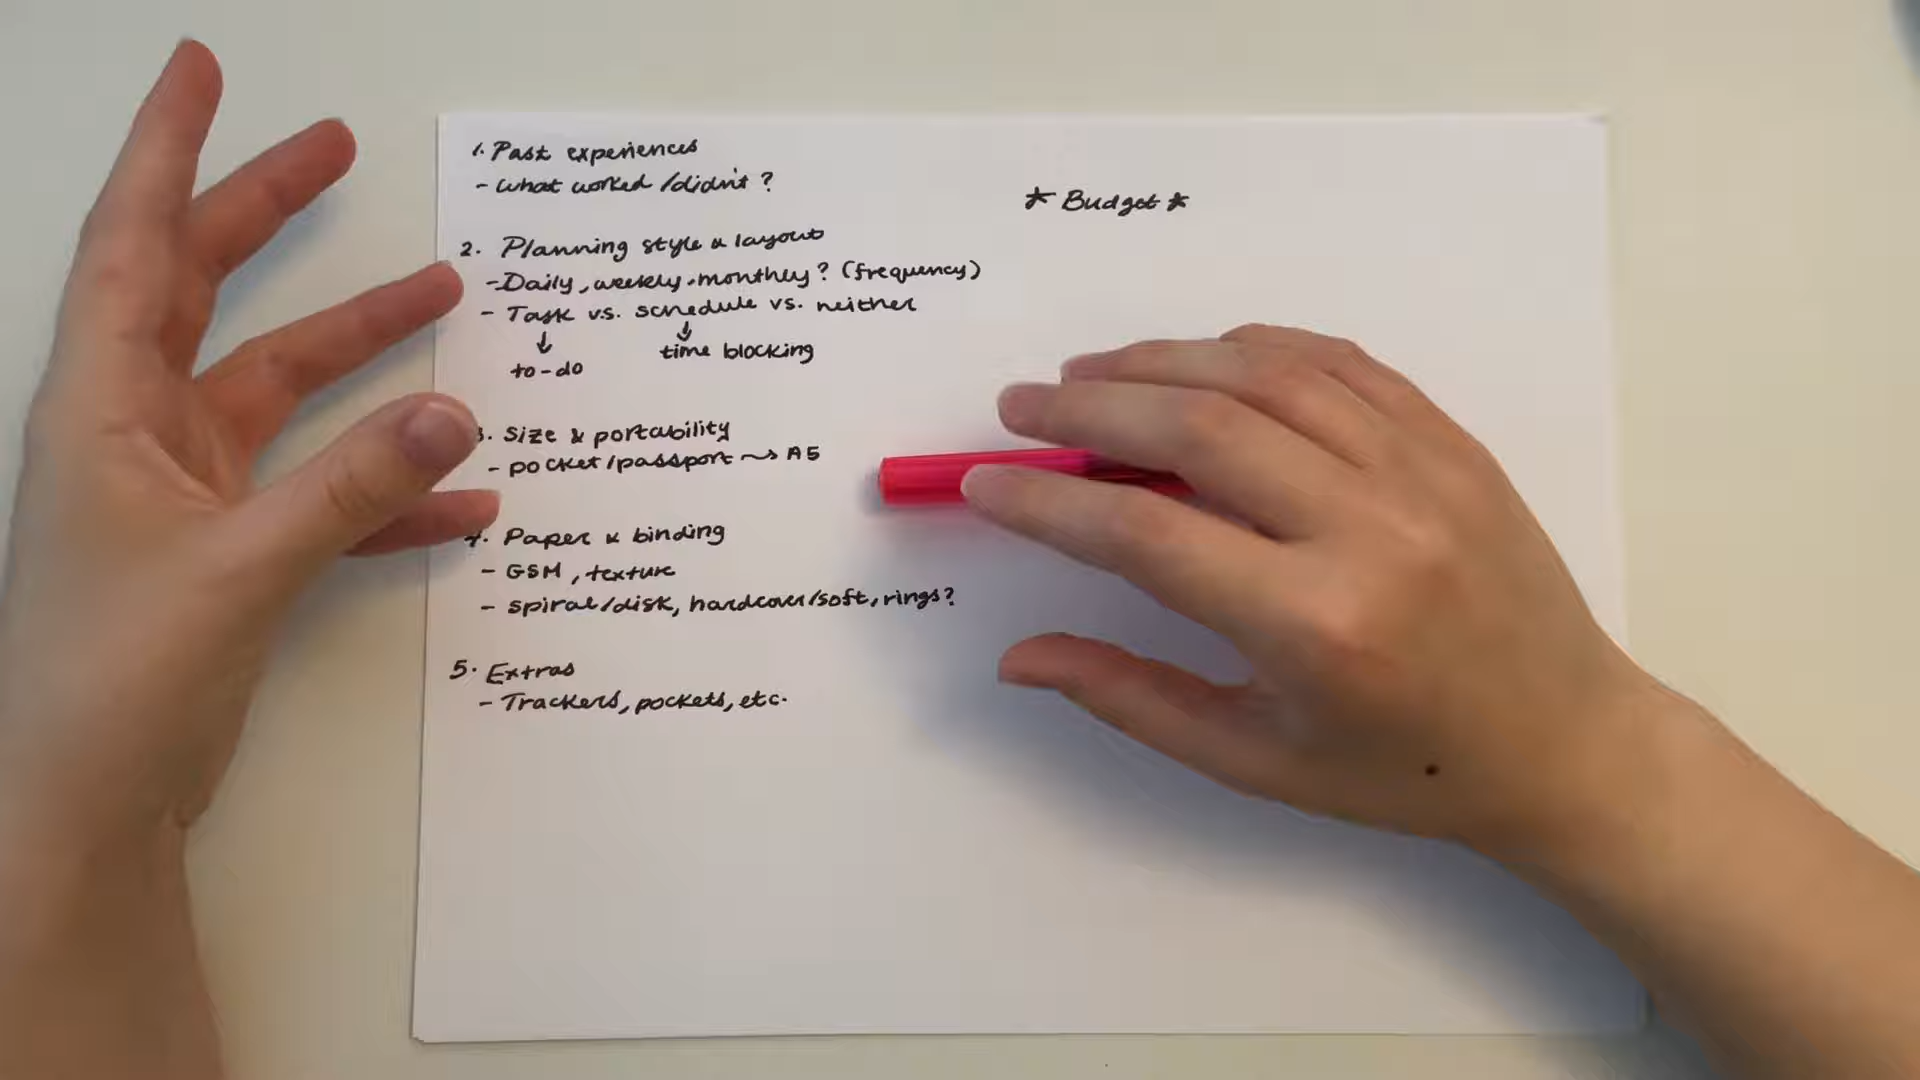 1. Past experiences
- what worked/didn't?
* Budget *
2. Planning style & layout
- Daily, weekly, monthly? (frequency)
- Task v.s. schedule vs. neither
to-do
time blocking
3. Size & portability
- pocket/passport ~> A5
4. Paper & binding
- GSM, texture
- spiral/disk, hardcover/soft, rings?
5. Extras
- Trackers, pockets, etc.